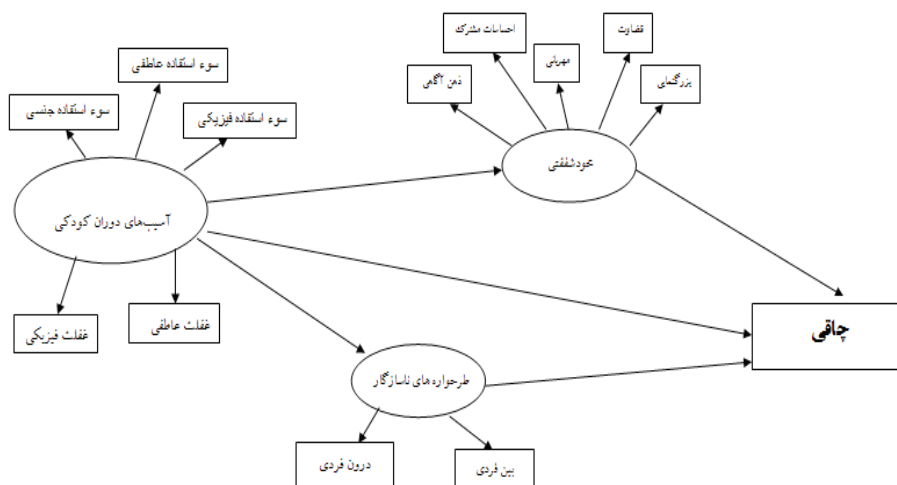 احساسات مشترک
قضاوت
سوء استفاده عاطفی
مهربانی
ذهن آگاهی
بزرگنمایی
سوء استفاده جنسی
سوء استفاده فیزیکی
خودشفقتی
آسیب‌های دوران کودکی
غفلت عاطفی
غفلت فیزیکی
چاقی
طرحواره های ناسازگار
درون فردی
بین فردی